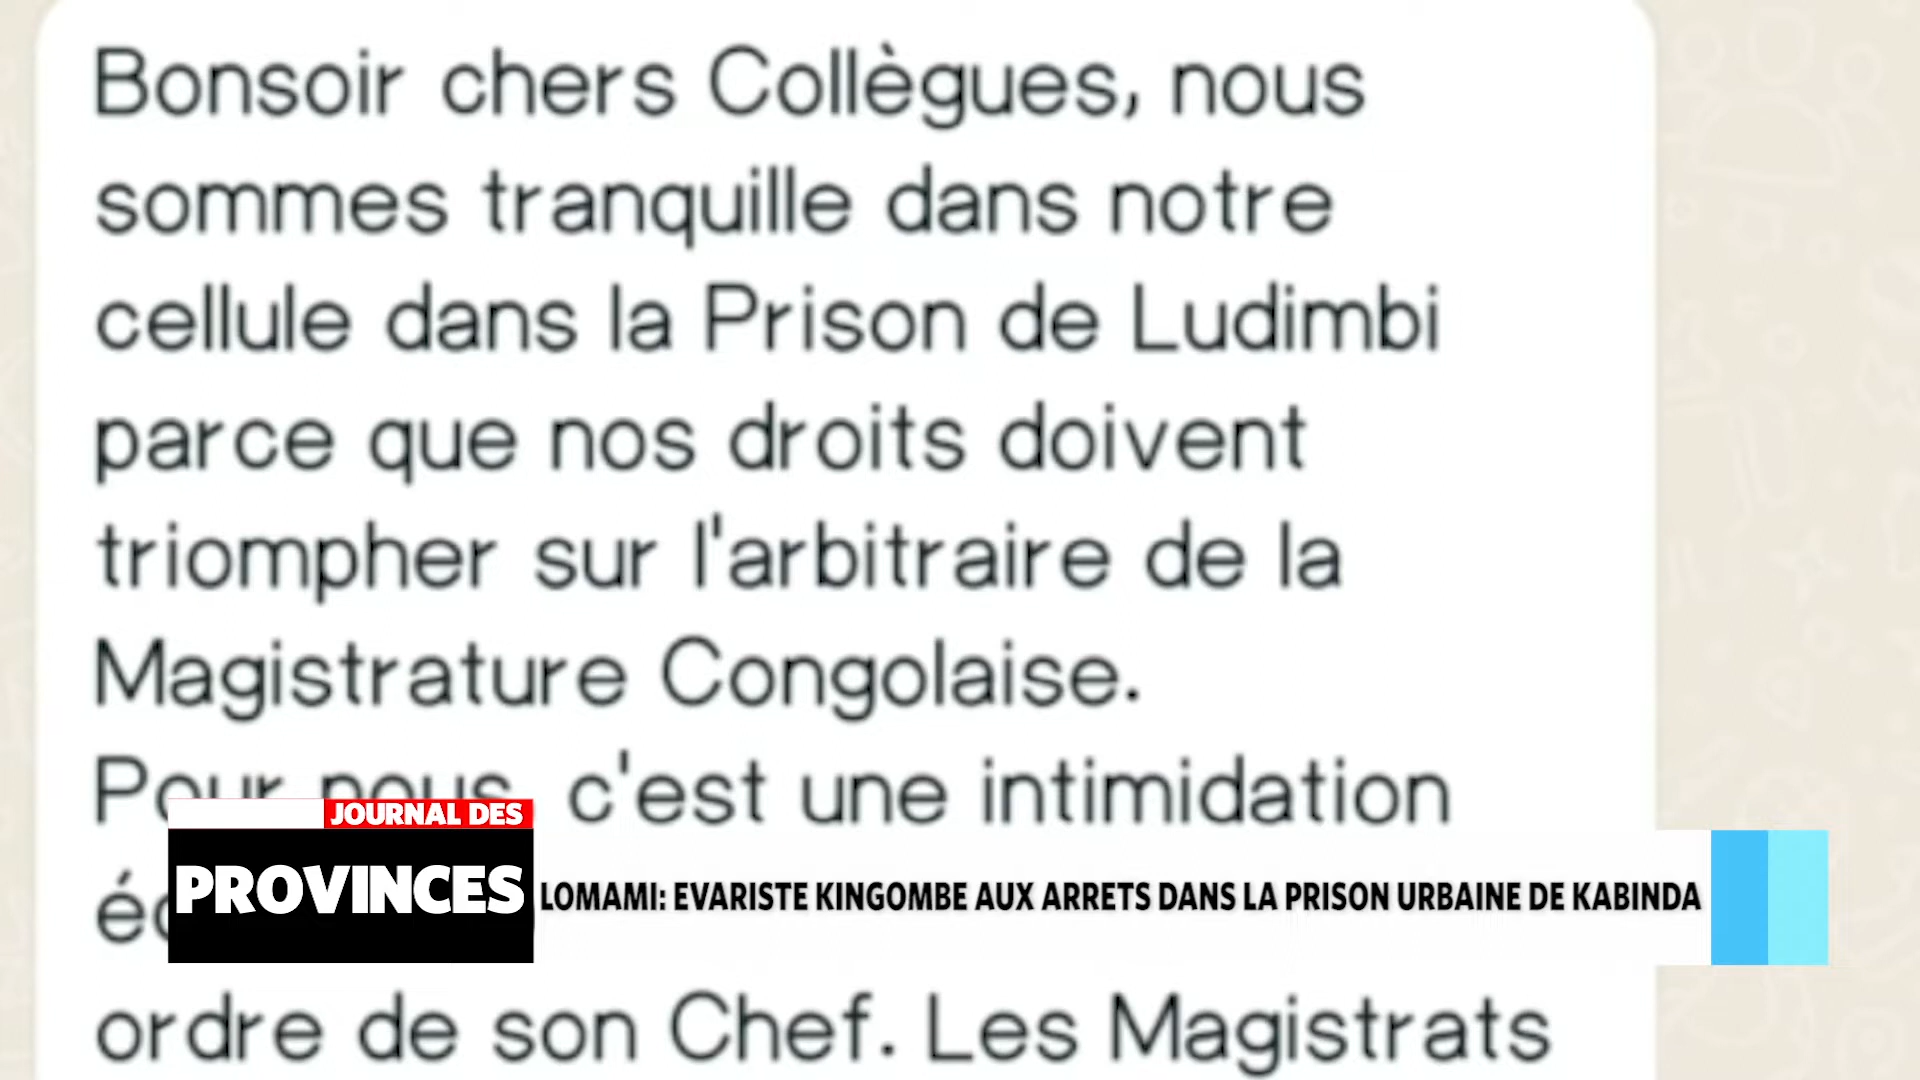 Bonsoir chers Collègues, nous
sommes tranquille dans notre
cellule dans la Prison de Ludimbi
parce que nos droits doivent
triompher sur l'arbitraire de la
Magistrature Congolaise.
Pour nous, c'est une intimidation
JOURNAL DES
PROVINCES
LOMAMI: EVARISTE KINGOMBE AUX ARRETS DANS LA PRISON URBAINE DE KABINDA
ordre de son Chef. Les Magistrats